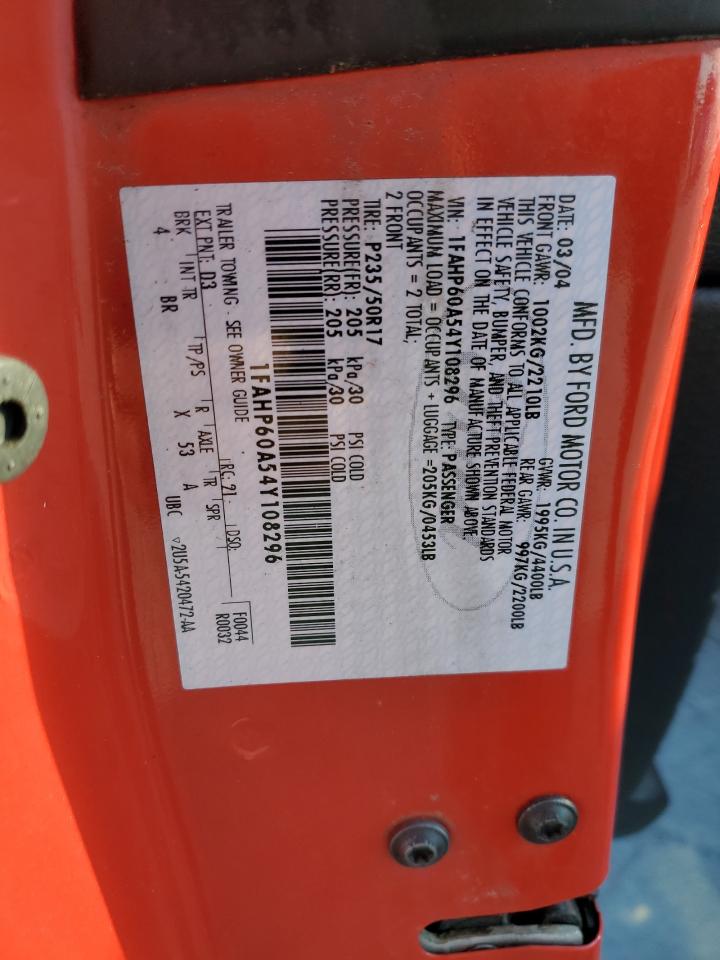 MFD. BY FORD MOTOR CO. IN U.S.A.
DATE: 03/04 GVWR: 1995KG/4400LB
FRONT GAWR: 1002KG/2210LB REAR GAWR: 997KG/2200LB
THIS VEHICLE CONFORMS TO ALL APPLICABLE FEDERAL MOTOR
VEHICLE SAFETY, BUMPER, AND THEFT PREVENTION STANDARDS
IN EFFECT ON THE DATE OF MANUFACTURE SHOWN ABOVE.
VIN: 1FAHP60A54Y108296 TYPE: PASSENGER
MAXIMUM LOAD = OCCUPANTS + LUGGAGE =205KG/0453LB
OCCUPANTS = 2 TOTAL;
2 FRONT
TIRE: P235/50R17
PRESSURE(FR): 205 kPa/30 PSI COLD
PRESSURE(RR): 205 kPa/30 PSI COLD
1FAHP60A54Y108296
TRAILER TOWING - SEE OWNER GUIDE
EXT PNT: D3 RC: 21 DSO: F0044
BRK INT TR TP/PS R AXLE TR SPR R0032
4 BR X 53 A UBC ▽2U5A-5420472-AA